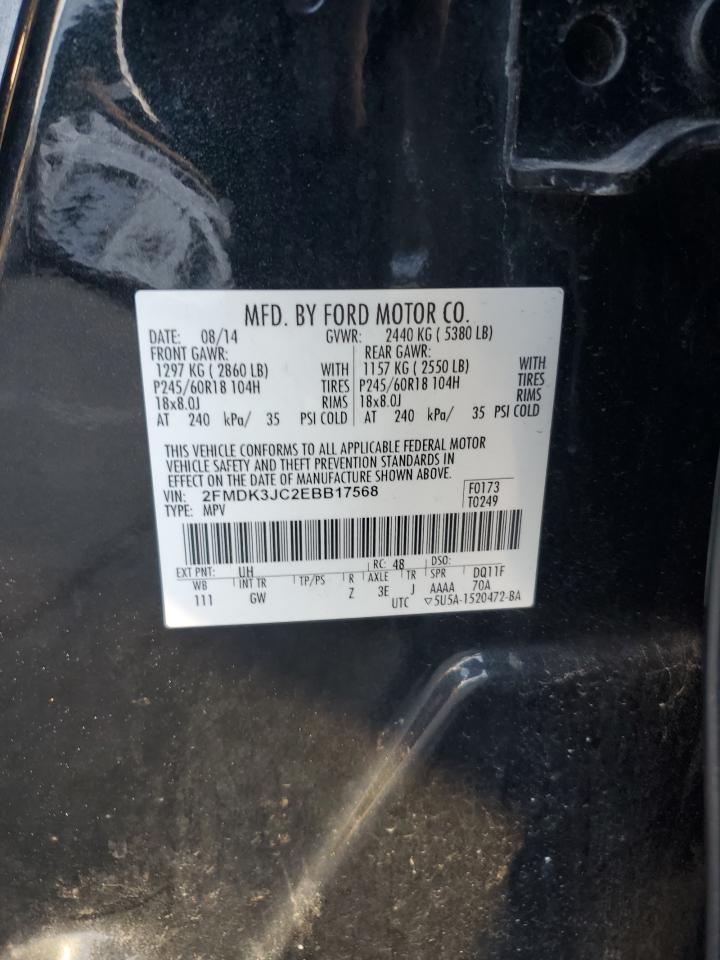 MFD. BY FORD MOTOR CO.
DATE: 08/14 GVWR: 2440 KG ( 5380 LB)
FRONT GAWR: REAR GAWR:
1297 KG ( 2860 LB) WITH 1157 KG ( 2550 LB) WITH
P245/60R18 104H TIRES P245/60R18 104H TIRES
18x8.0J RIMS 18x8.0J RIMS
AT 240 kPa/ 35 PSI COLD AT 240 kPa/ 35 PSI COLD
THIS VEHICLE CONFORMS TO ALL APPLICABLE FEDERAL MOTOR
VEHICLE SAFETY AND THEFT PREVENTION STANDARDS IN
EFFECT ON THE DATE OF MANUFACTURE SHOWN ABOVE.
VIN: 2FMDK3JC2EBB17568 F0173
TYPE: MPV T0249
EXT PNT: UH RC: 48 DSO:
WB INT TR TP/PS R AXLE TR SPR DQ11F
111 GW Z 3E J AAAA 70A
UTC ▽5U5A-1520472-BA